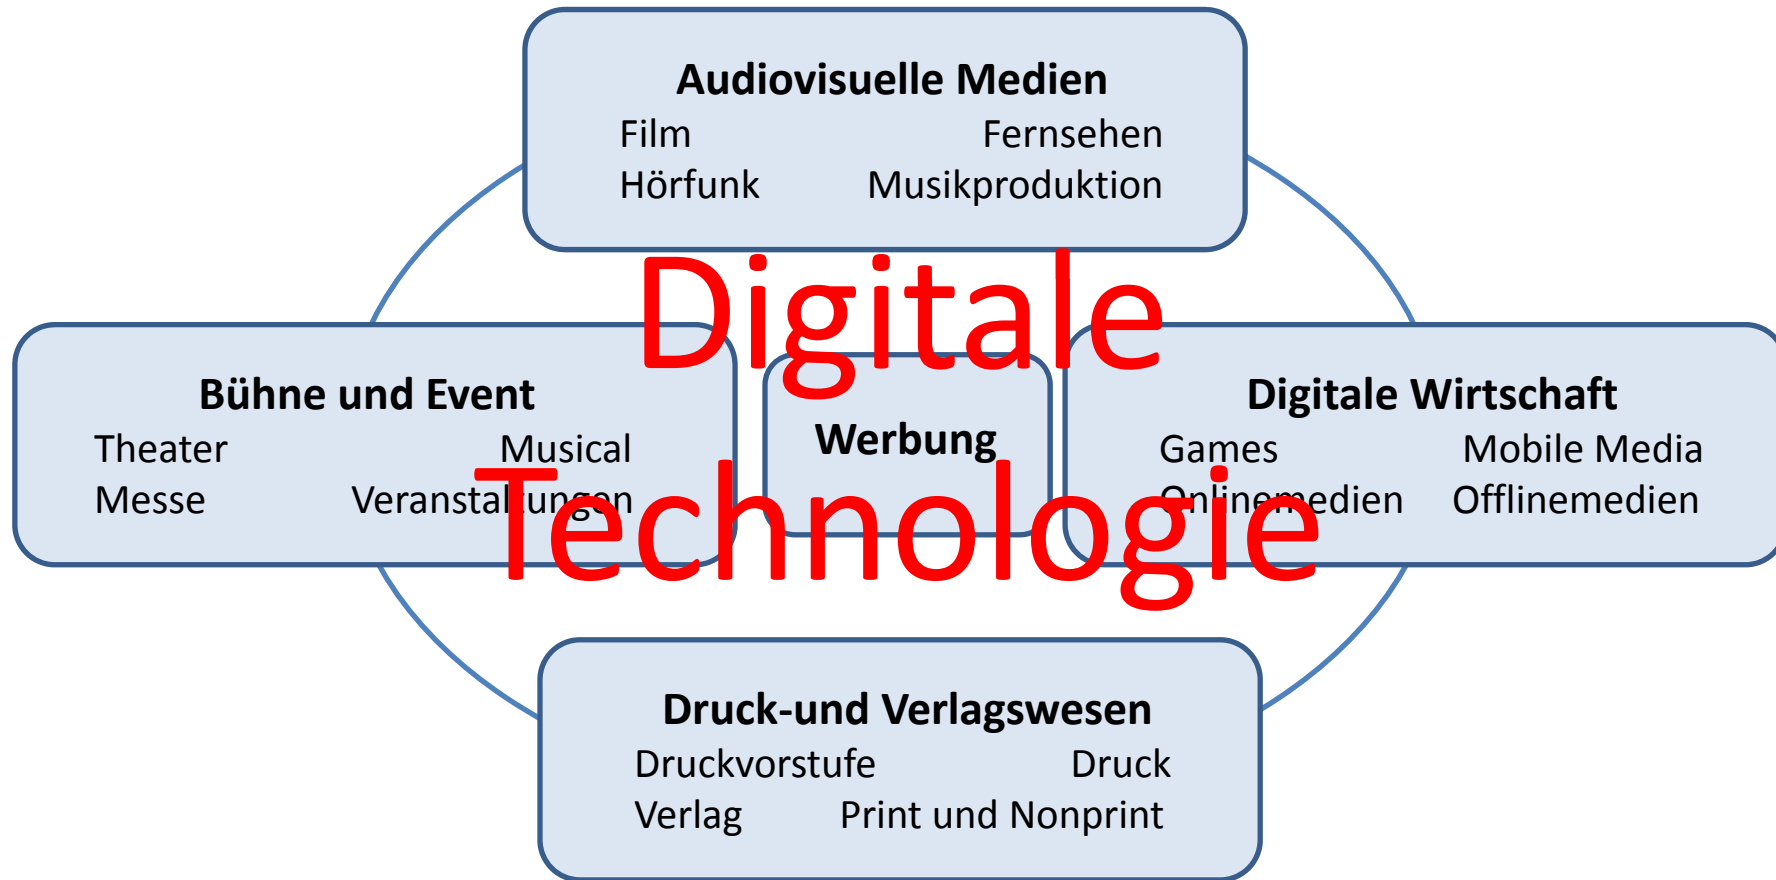 Audiovisuelle Medien
Film Fernsehen
Hörfunk Musikproduktion
Digitale
Technologie
Bühne und Event
Theater Musical
Messe Veranstaltungen
Werbung
Digitale Wirtschaft
Games Mobile Media
Onlinemedien Offlinemedien
Druck-und Verlagswesen
Druckvorstufe Druck
Verlag Print und Nonprint